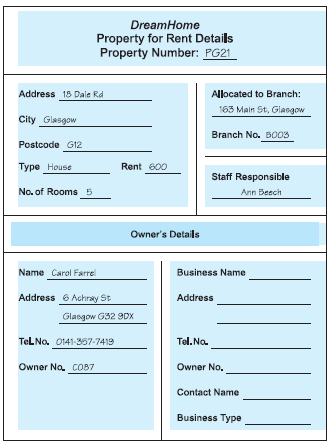 DreamHome
Property for Rent Details
Property Number: PG21
Address 18 Dale Rd
City Glasgow
Postcode G12
Type House Rent 600
No. of Rooms 5
Allocated to Branch:
163 Main St, Glasgow
Branch No. B003
Staff Responsible
Ann Beech
Owner's Details
Name Carol Farrel
Address 6 Achray St
Glasgow G32 9DX
Tel.No. 0141-357-7419
Owner No. CO87
Business Name
Address
Tel.No.
Owner No.
Contact Name
Business Type